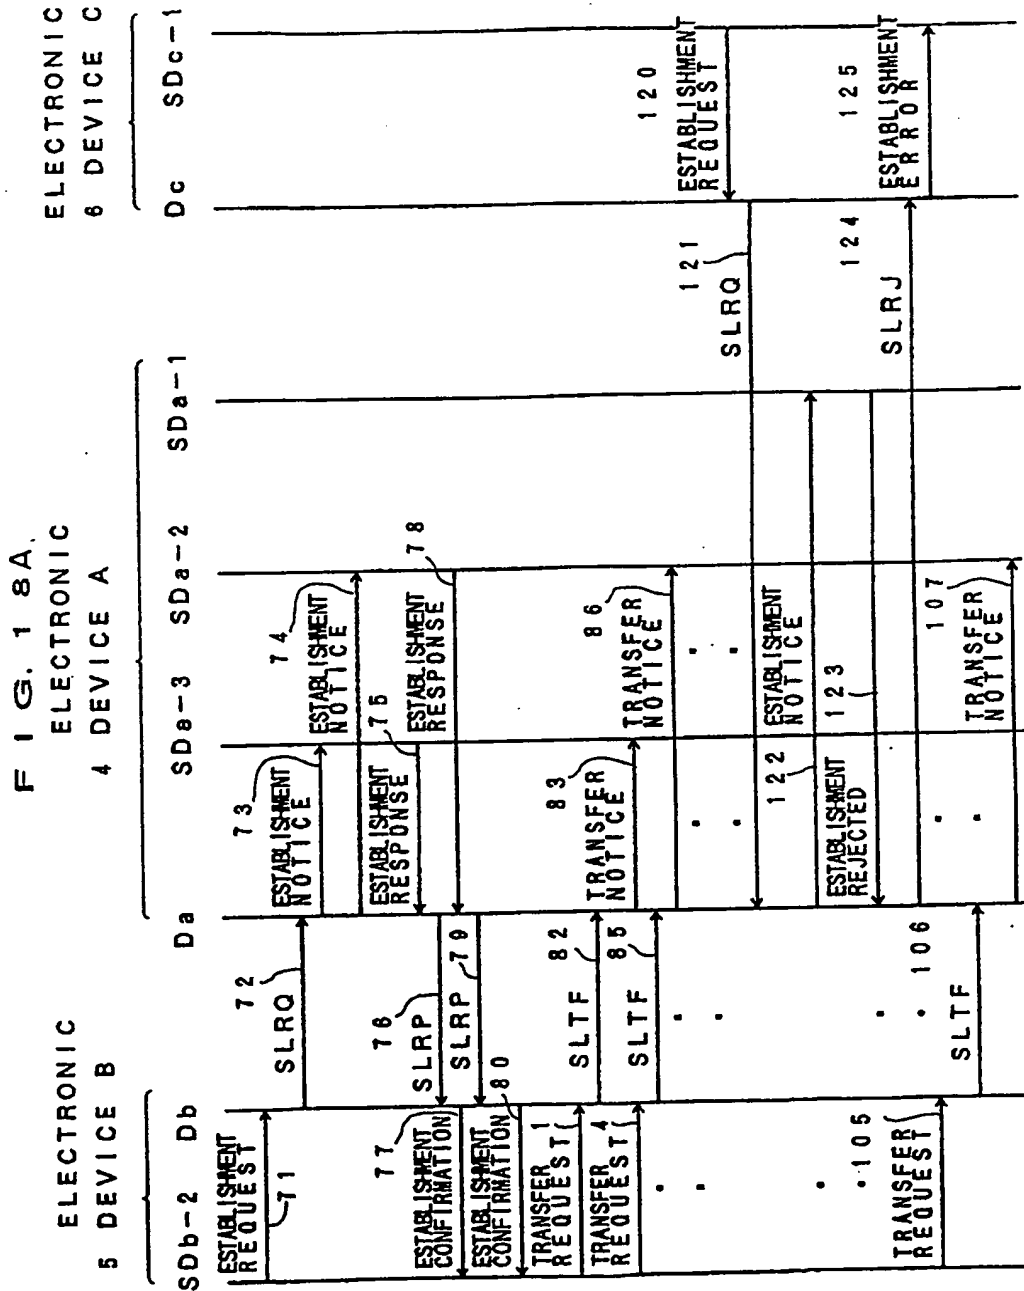 FIG. 18A
ELECTRONIC
5 DEVICE B
ELECTRONIC
4 DEVICE A
ELECTRONIC
6 DEVICE C
SDb-2
Db
Da
SDa-3
SDa-2
SDa-1
Dc
SDc-1
ESTABLISHMENT
REQUEST
71
72
SLRQ
73
ESTABLISHMENT
NOTICE
74
ESTABLISHMENT
NOTICE
75
ESTABLISHMENT
RESPONSE
78
ESTABLISHMENT
RESPONSE
76
SLRP
79
SLRP
77
ESTABLISHMENT
CONFIRMATION
80
ESTABLISHMENT
CONFIRMATION
TRANSFER
REQUEST 1
82
SLTF
83
TRANSFER
NOTICE
TRANSFER
REQUEST 4
85
SLTF
86
TRANSFER
NOTICE
120
ESTABLISHMENT
REQUEST
121
SLRQ
122
ESTABLISHMENT
NOTICE
123
ESTABLISHMENT
REJECTED
124
SLRJ
125
ESTABLISHMENT
ERROR
105
TRANSFER
REQUEST
106
SLTF
107
TRANSFER
NOTICE